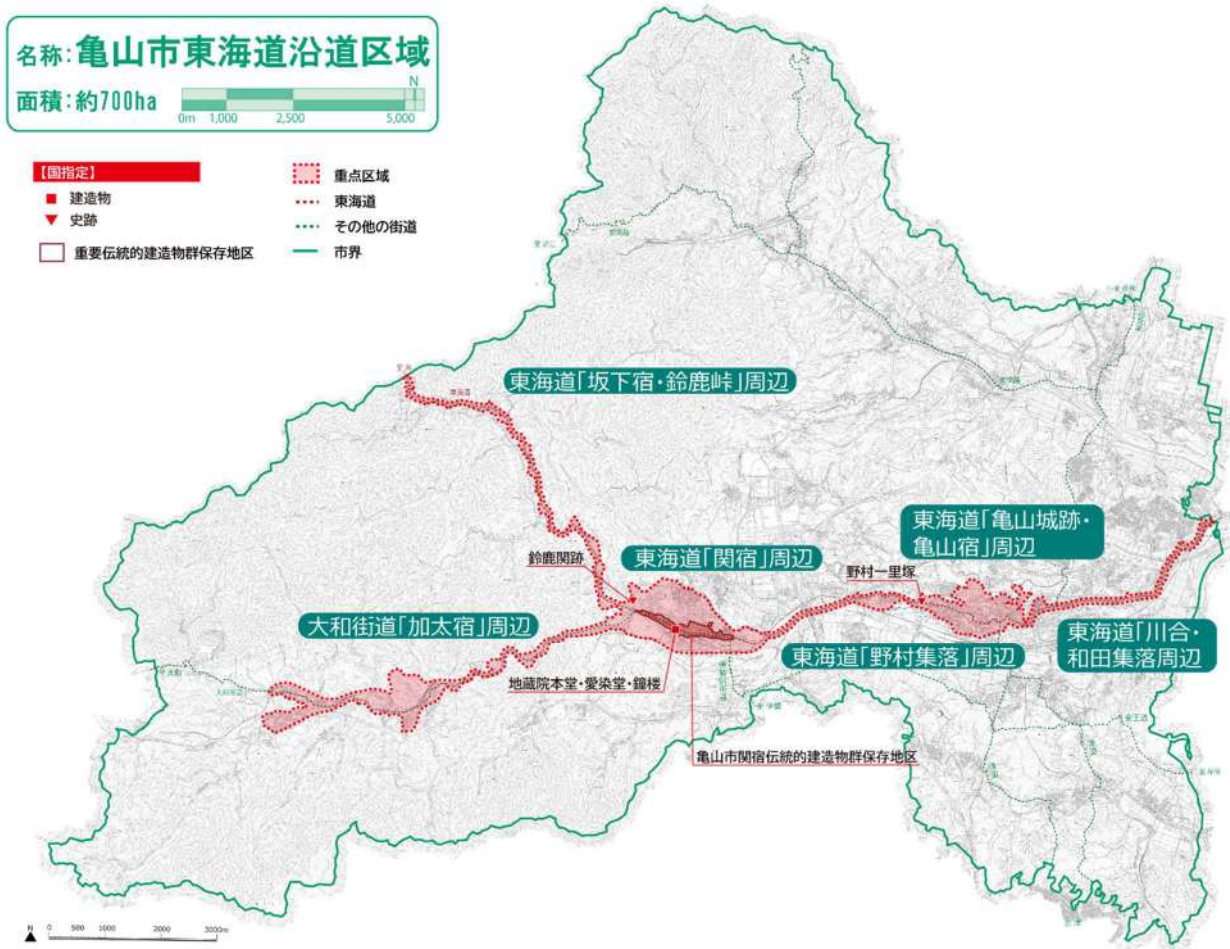 名称:亀山市東海道沿道区域
面積:約700ha
N
0m 1,000 2,500 5,000
【国指定】
建造物
史跡
重要伝統的建造物群保存地区
重点区域
東海道
その他の街道
市界
東海道「坂下宿・鈴鹿峠」周辺
東海道
東海道「亀山城跡・
亀山宿」周辺
鈴鹿関跡
東海道「関宿」周辺
野村一里塚
大和街道「加太宿」周辺
東海道「野村集落」周辺
東海道「川合・
和田集落周辺
大和街道
地蔵院本堂・愛染堂・鐘楼
亀山市関宿伝統的建造物群保存地区
N 0 500 1000 2000 3000m